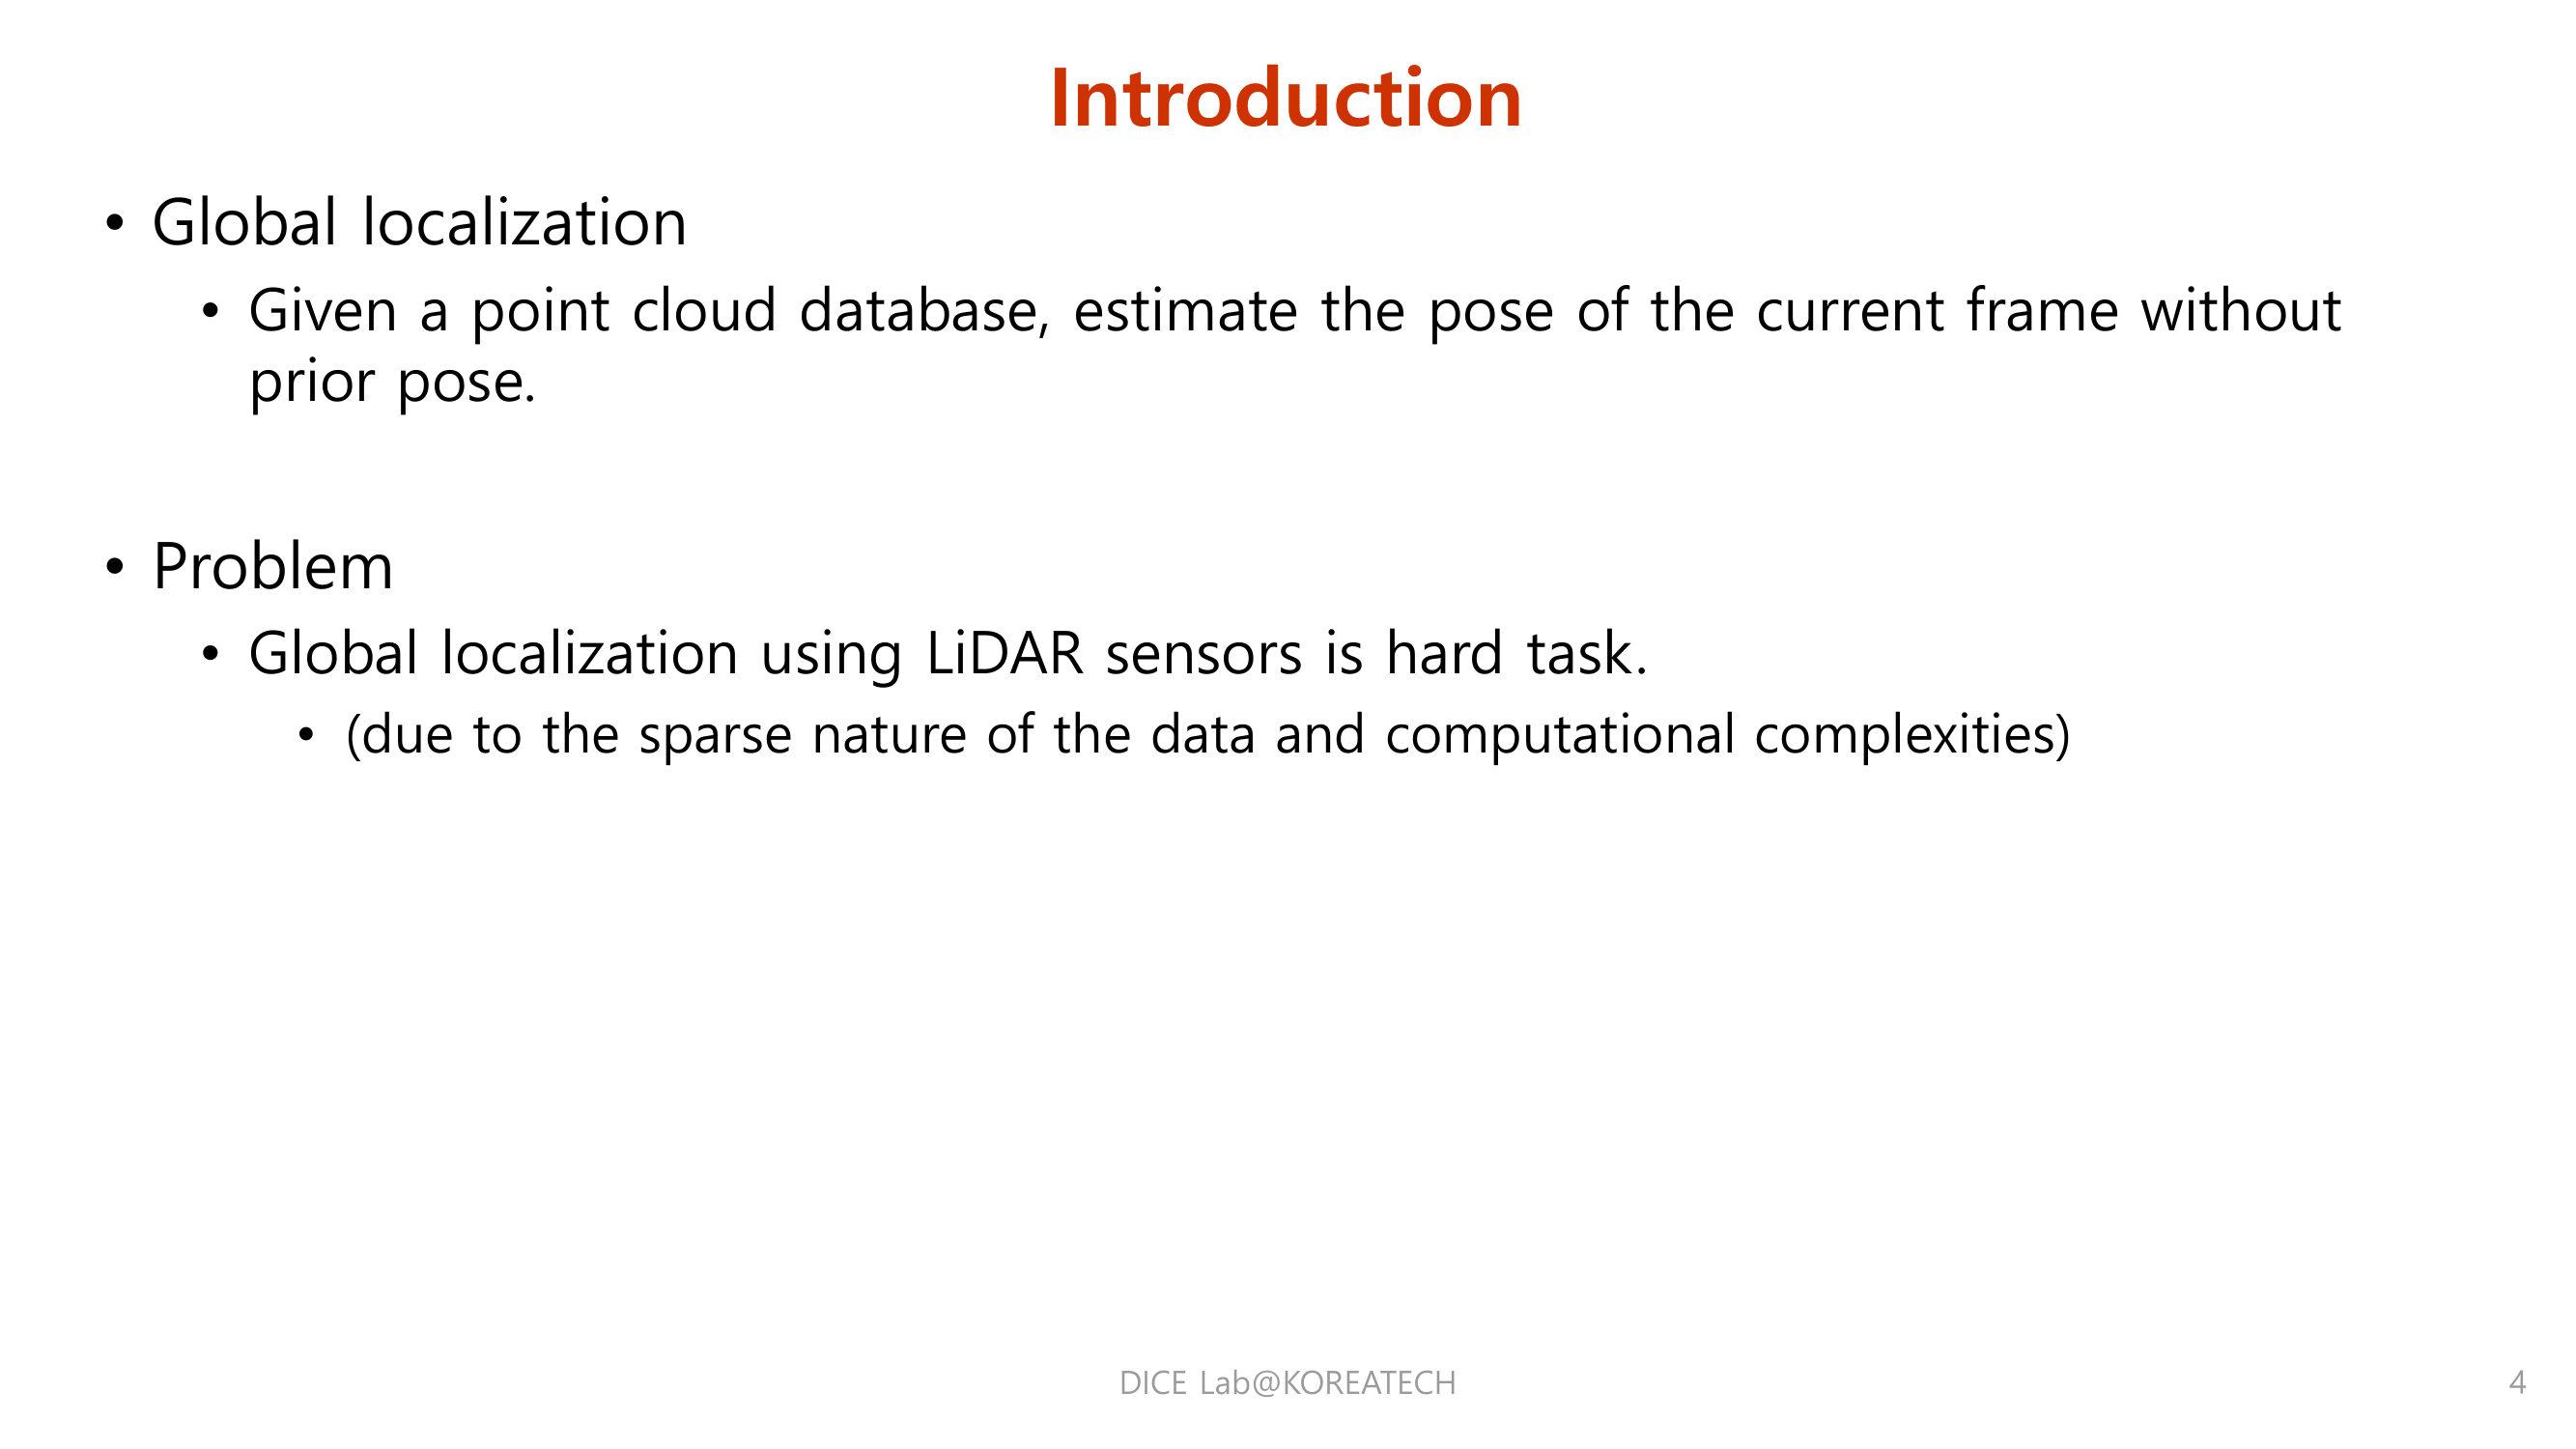 Introduction
• Global localization
• Given a point cloud database, estimate the pose of the current frame without
prior pose.
• Problem
• Global localization using LiDAR sensors is hard task.
• (due to the sparse nature of the data and computational complexities)
DICE Lab@KOREATECH
4